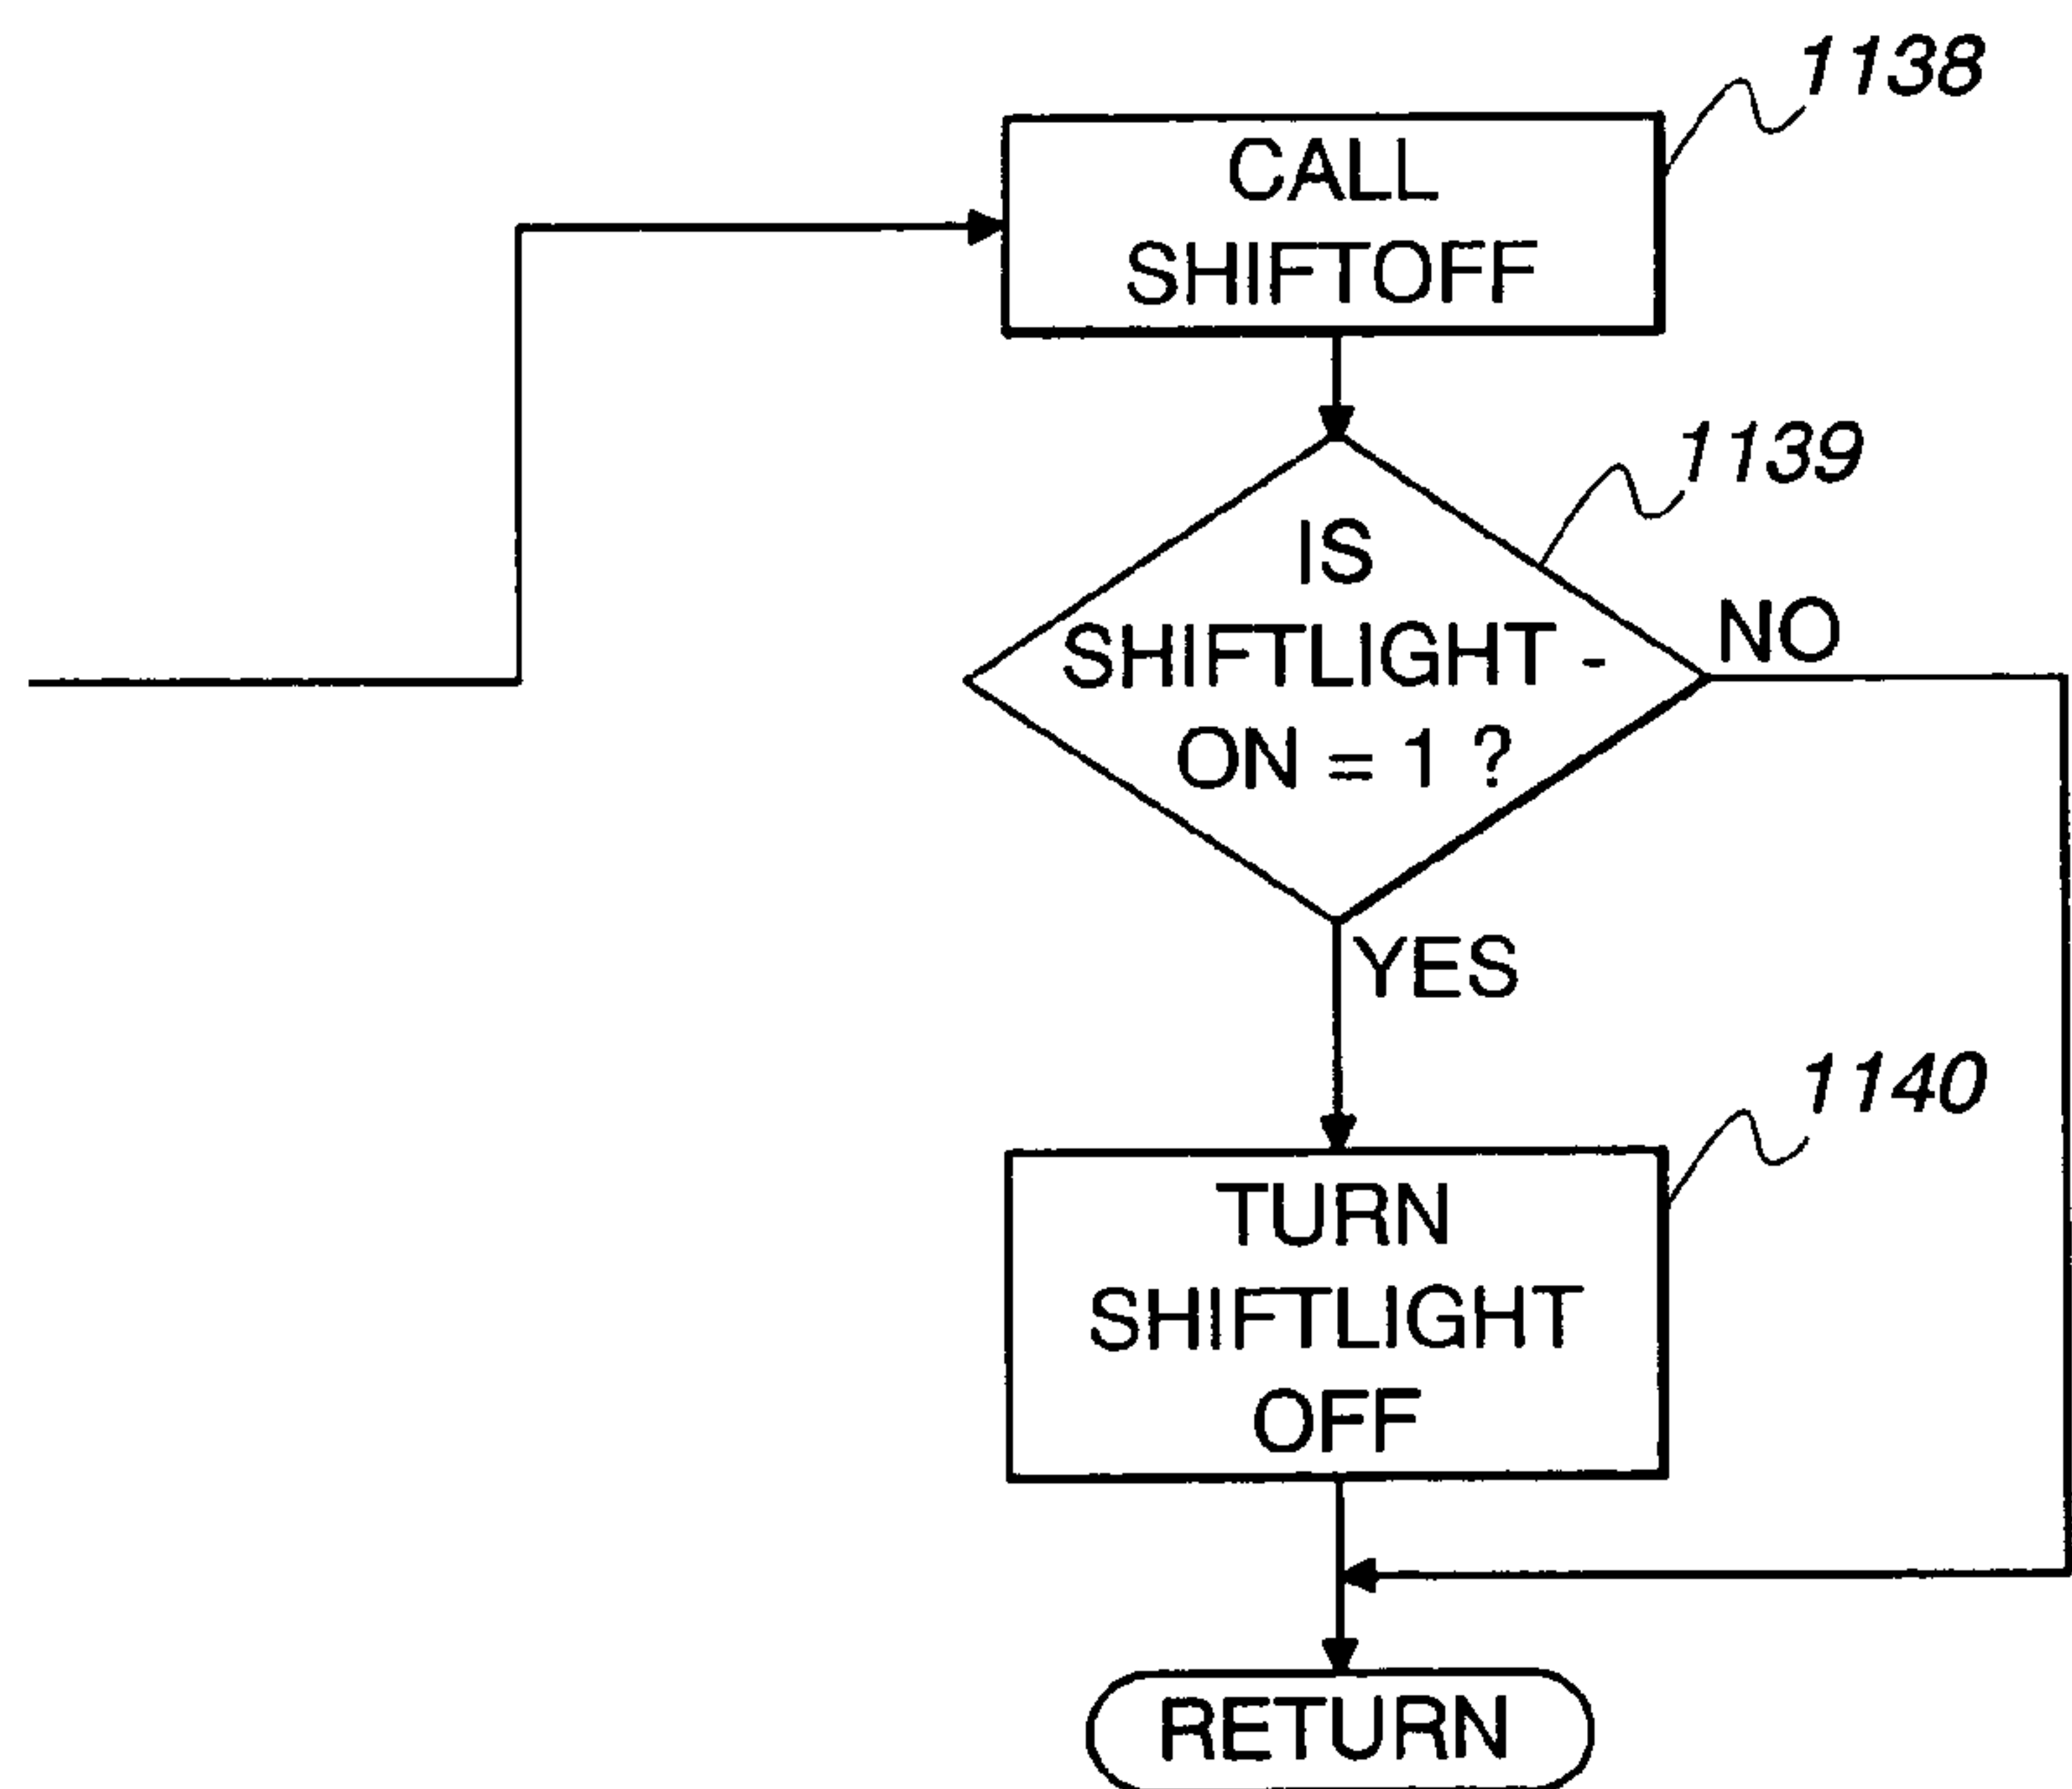 1138
CALL
SHIFTOFF
1139
IS
SHIFTLIGHT -
ON = 1 ?
NO
YES
1140
TURN
SHIFTLIGHT
OFF
RETURN